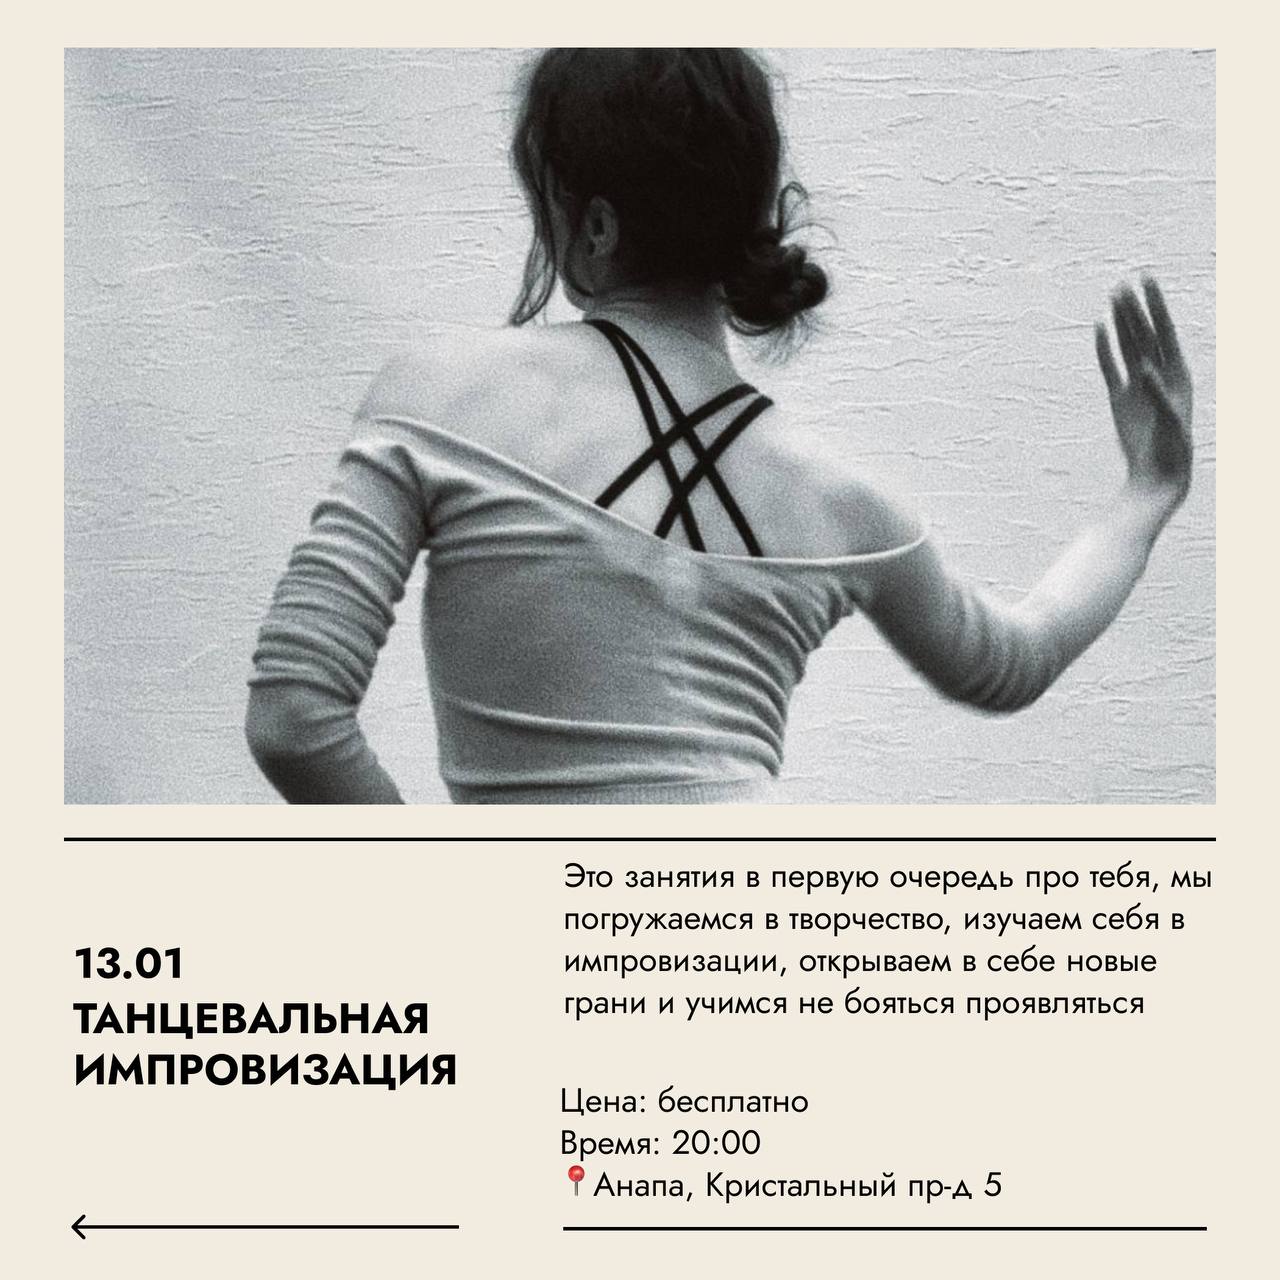 13.01
ТАНЦЕВАЛЬНАЯ
ИМПРОВИЗАЦИЯ
Это занятия в первую очередь про тебя, мы
погружаемся в творчество, изучаем себя в
импровизации, открываем в себе новые
грани и учимся не бояться проявляться
Цена: бесплатно
Время: 20:00
📍Анапа, Кристальный пр-д 5